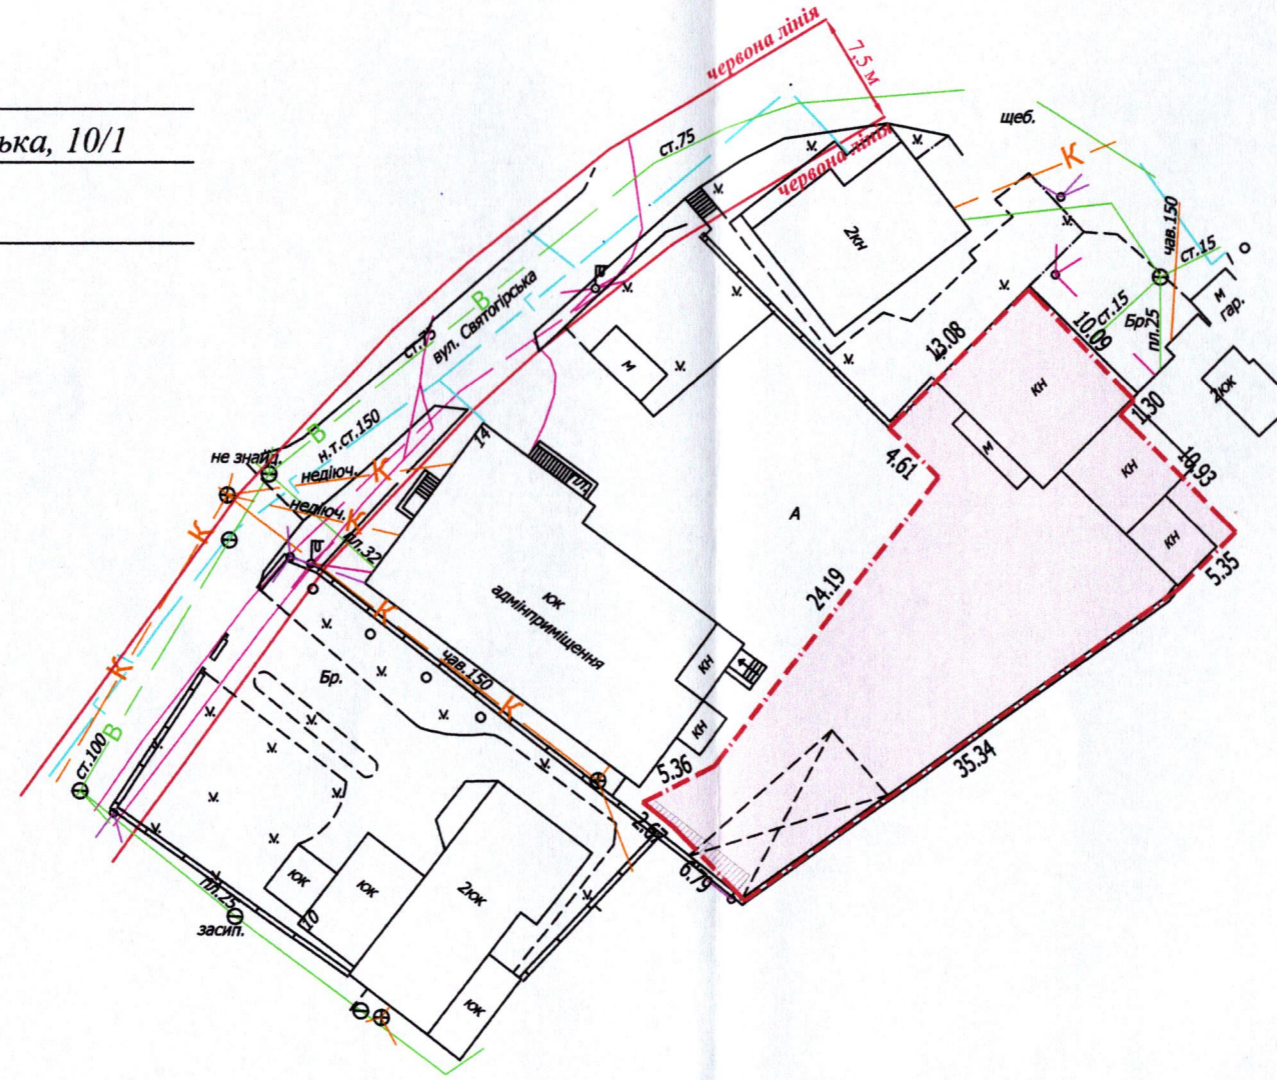 ька, 10/1
червона лінія
7,5 м
червона лінія
щеб.
ст.75
К
2кн
чав.150
ст.15
М
гар.
ст.15
Бр.
пл.25
2юк
13.08
10.09
1.30
10.93
5.35
кн
М
кн
кн
4.61
А
24.19
35.34
5.36
2.67
6.79
В
вул. Святогірська
ст.75
М
В
н.т.ст.150
не знайд.
недіюч.
К
недіюч.
К
пл.32
14
пл.
К
юк
адмінприміщення
кн
кн
К
чав.150
К
Бр.
К
В
ст.100
юк
юк
2юк
10
юк
пл.25
засип.